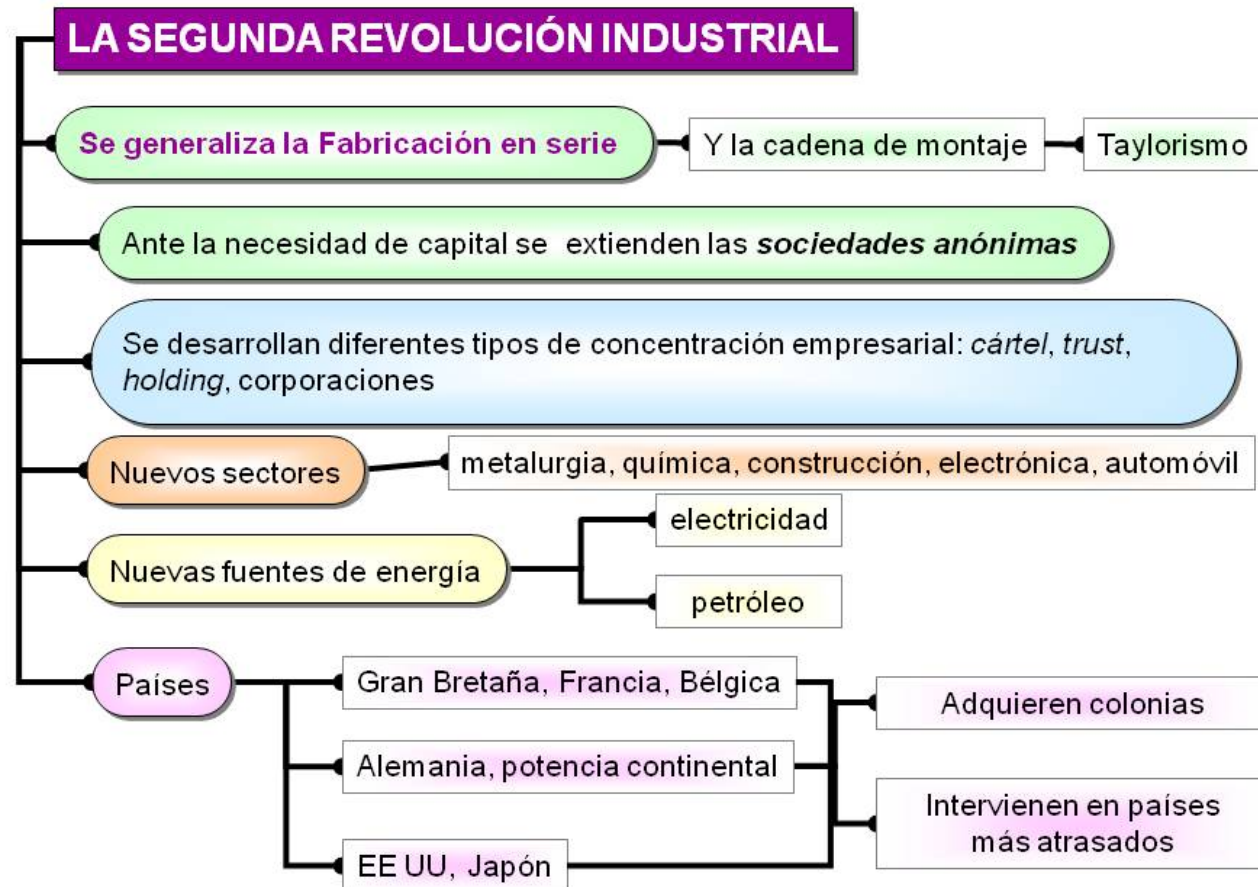 LA SEGUNDA REVOLUCIÓN INDUSTRIAL
Se generaliza la Fabricación en serie
Y la cadena de montaje
Taylorismo
Ante la necesidad de capital se extienden las sociedades anónimas
Se desarrollan diferentes tipos de concentración empresarial: cártel, trust,
holding, corporaciones
Nuevos sectores
metalurgia, química, construcción, electrónica, automóvil
Nuevas fuentes de energía
electricidad
petróleo
Países
Gran Bretaña, Francia, Bélgica
Alemania, potencia continental
EE UU, Japón
Adquieren colonias
Intervienen en países
más atrasados